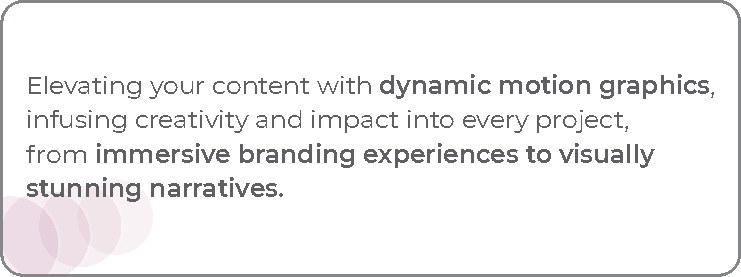 Elevating your content with dynamic motion graphics,
infusing creativity and impact into every project,
from immersive branding experiences to visually
stunning narratives.